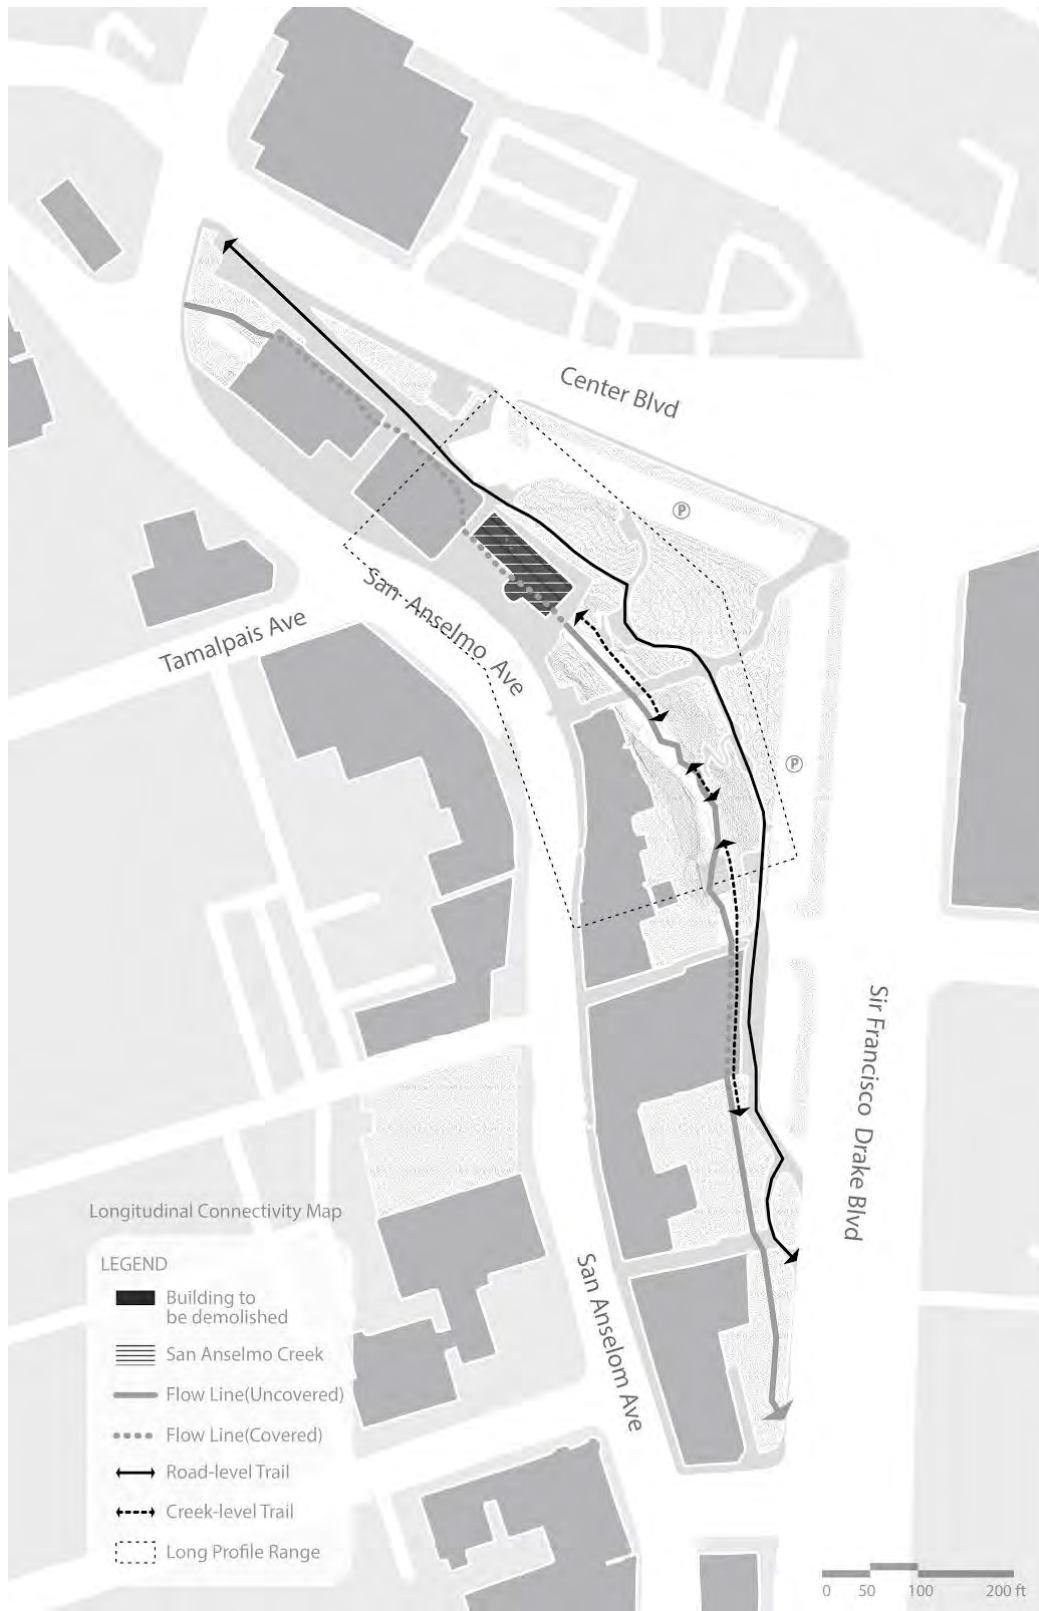 Center Blvd
P
San Anselmo Ave
Tamalpais Ave
P
Sir Francisco Drake Blvd
San Anselom Ave
Longitudinal Connectivity Map
LEGEND
Building to
be demolished
San Anselmo Creek
Flow Line(Uncovered)
Flow Line(Covered)
Road-level Trail
Creek-level Trail
Long Profile Range
0 50 100 200 ft